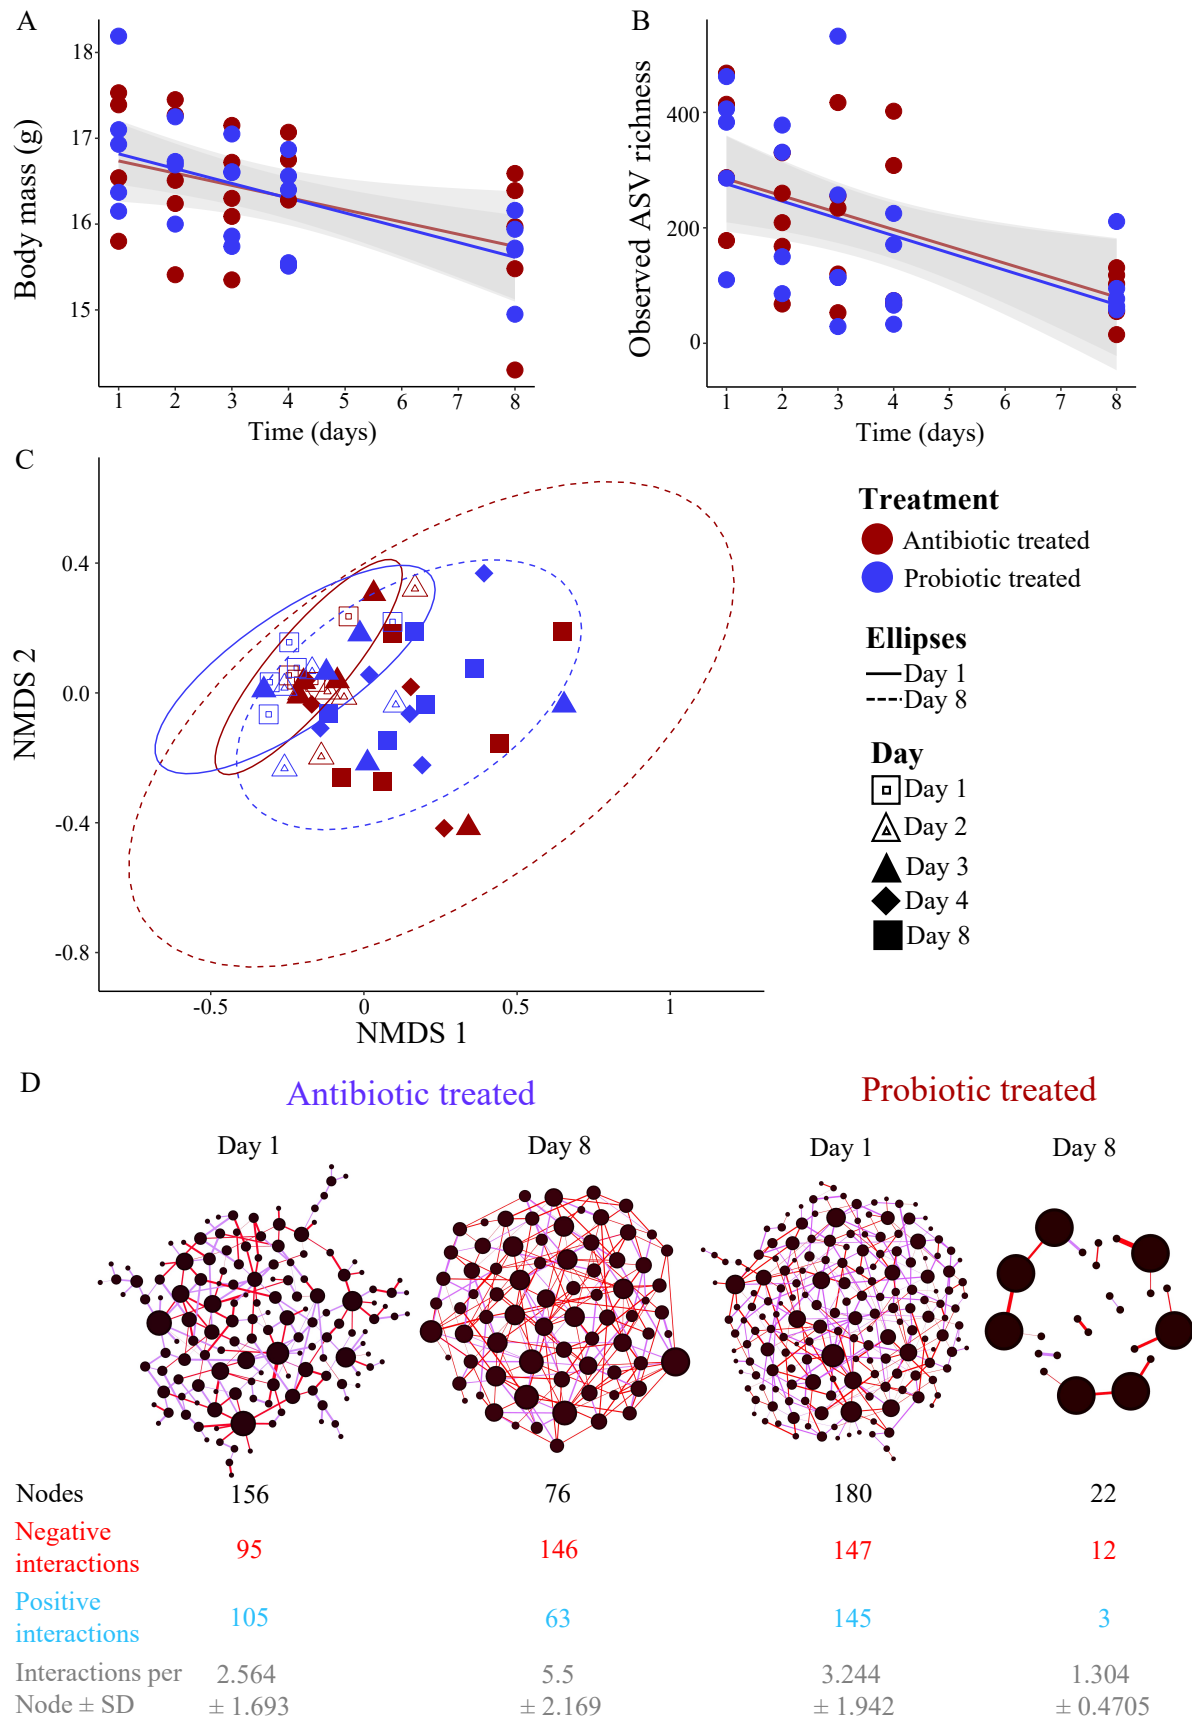 A
Body mass (g)
18
17
16
15
1 2 3 4 5 6 7 8
Time (days)
B
Observed ASV richness
400
200
0
1 2 3 4 5 6 7 8
Time (days)
C
NMDS 2
0.4
0.0
-0.4
-0.8
-0.5 0 0.5 1
NMDS 1
Treatment
Antibiotic treated
Probiotic treated
Ellipses
Day 1
Day 8
Day
Day 1
Day 2
Day 3
Day 4
Day 8
D
Antibiotic treated Probiotic treated
Day 1 Day 8 Day 1 Day 8
Nodes 156 76 180 22
Negative
interactions 95 146 147 12
Positive
interactions 105 63 145 3
Interactions per 2.564 5.5 3.244 1.304
Node ± SD ± 1.693 ± 2.169 ± 1.942 ± 0.4705